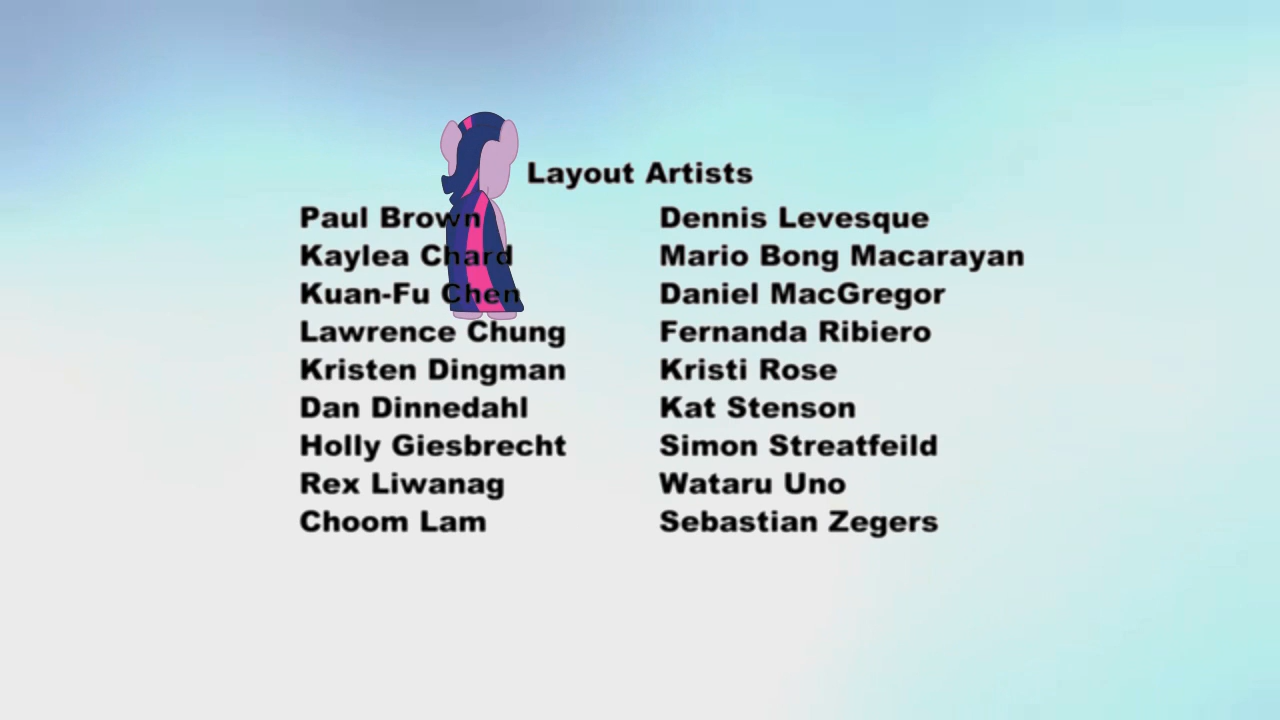 Layout Artists
Paul Brown
Kaylea Chard
Kuan-Fu Chen
Lawrence Chung
Kristen Dingman
Dan Dinnedahl
Holly Giesbrecht
Rex Liwanag
Choom Lam
Dennis Levesque
Mario Bong Macarayan
Daniel MacGregor
Fernanda Ribiero
Kristi Rose
Kat Stenson
Simon Streatfeild
Wataru Uno
Sebastian Zegers